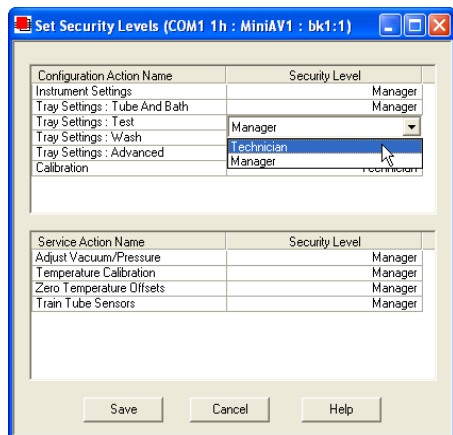 Set Security Levels (COM1 1h : MiniAV1 : bk1:1)
Configuration Action Name Security Level
Instrument Settings Manager
Tray Settings : Tube And Bath Manager
Tray Settings : Test Manager
Tray Settings : Wash Technician
Tray Settings : Advanced Manager
Calibration Technician
Service Action Name Security Level
Adjust Vacuum/Pressure Manager
Temperature Calibration Manager
Zero Temperature Offsets Manager
Train Tube Sensors Manager
Save Cancel Help